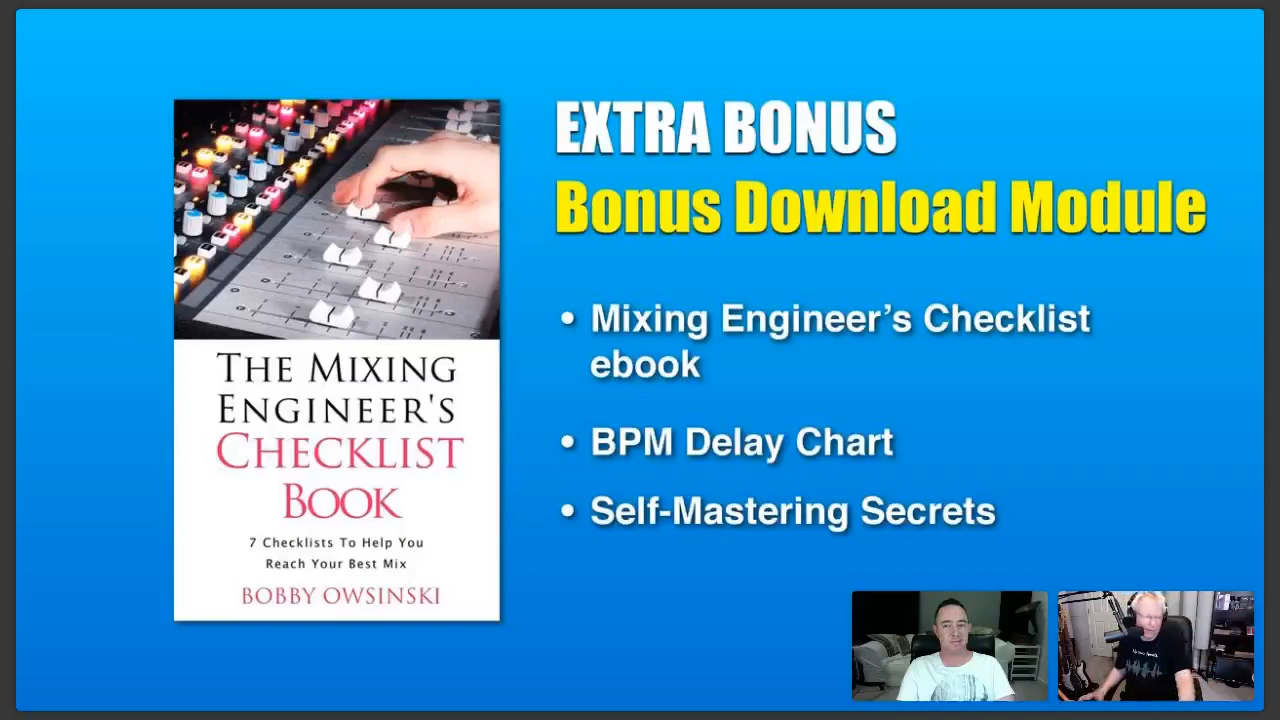 EXTRA BONUS
Bonus Download Module
• Mixing Engineer’s Checklist
ebook
• BPM Delay Chart
• Self-Mastering Secrets
THE MIXING
ENGINEER'S
CHECKLIST
BOOK
7 Checklists To Help You
Reach Your Best Mix
BOBBY OWSINSKI